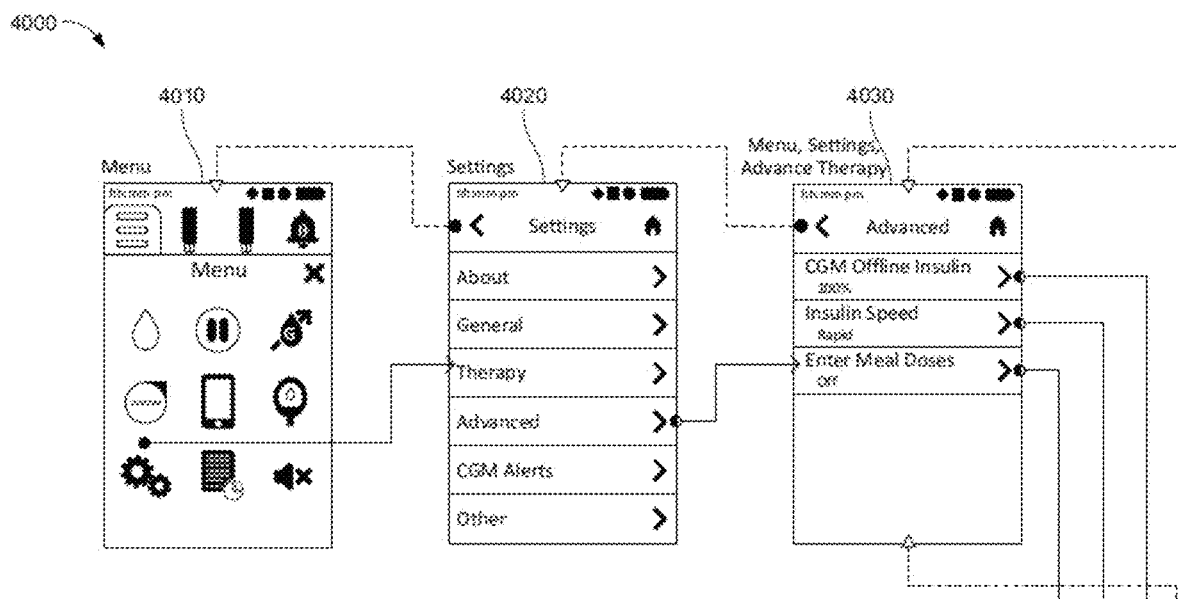 4000
4010
4020
4030
Menu
Settings
Menu, Settings,
Advance Therapy
Menu
Settings
Advanced
About
General
Therapy
Advanced
CGM Alerts
Other
CGM Offline Insulin
Insulin Speed
Rapid
Enter Meal Doses
Off